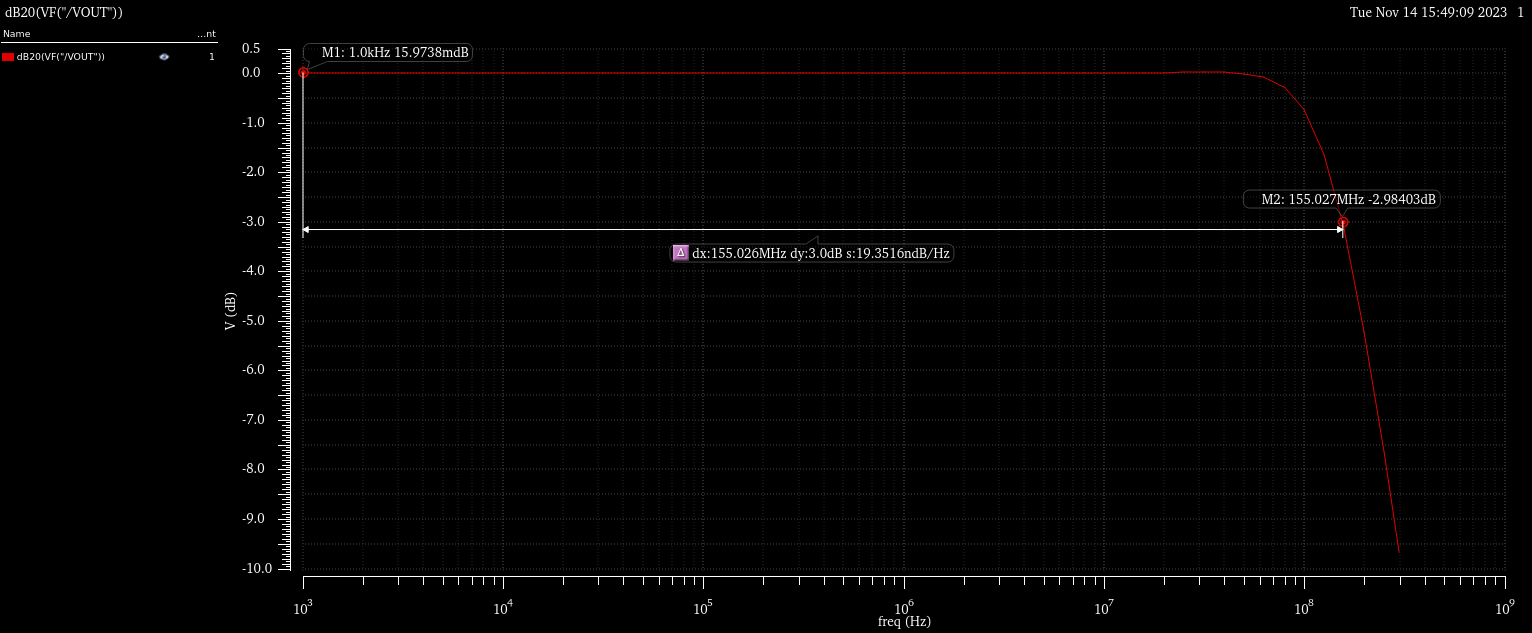 dB20(VF("/VOUT"))
Tue Nov 14 15:49:09 2023 1
Name ...nt
dB20(VF("/VOUT")) 1
M1: 1.0kHz 15.9738mdB
M2: 155.027MHz -2.98403dB
Δ dx:155.026MHz dy:3.0dB s:19.3516ndB/Hz
V (dB)
0.5
0.0
-1.0
-2.0
-3.0
-4.0
-5.0
-6.0
-7.0
-8.0
-9.0
-10.0
10³ 10⁴ 10⁵ 10⁶ 10⁷ 10⁸ 10⁹
freq (Hz)